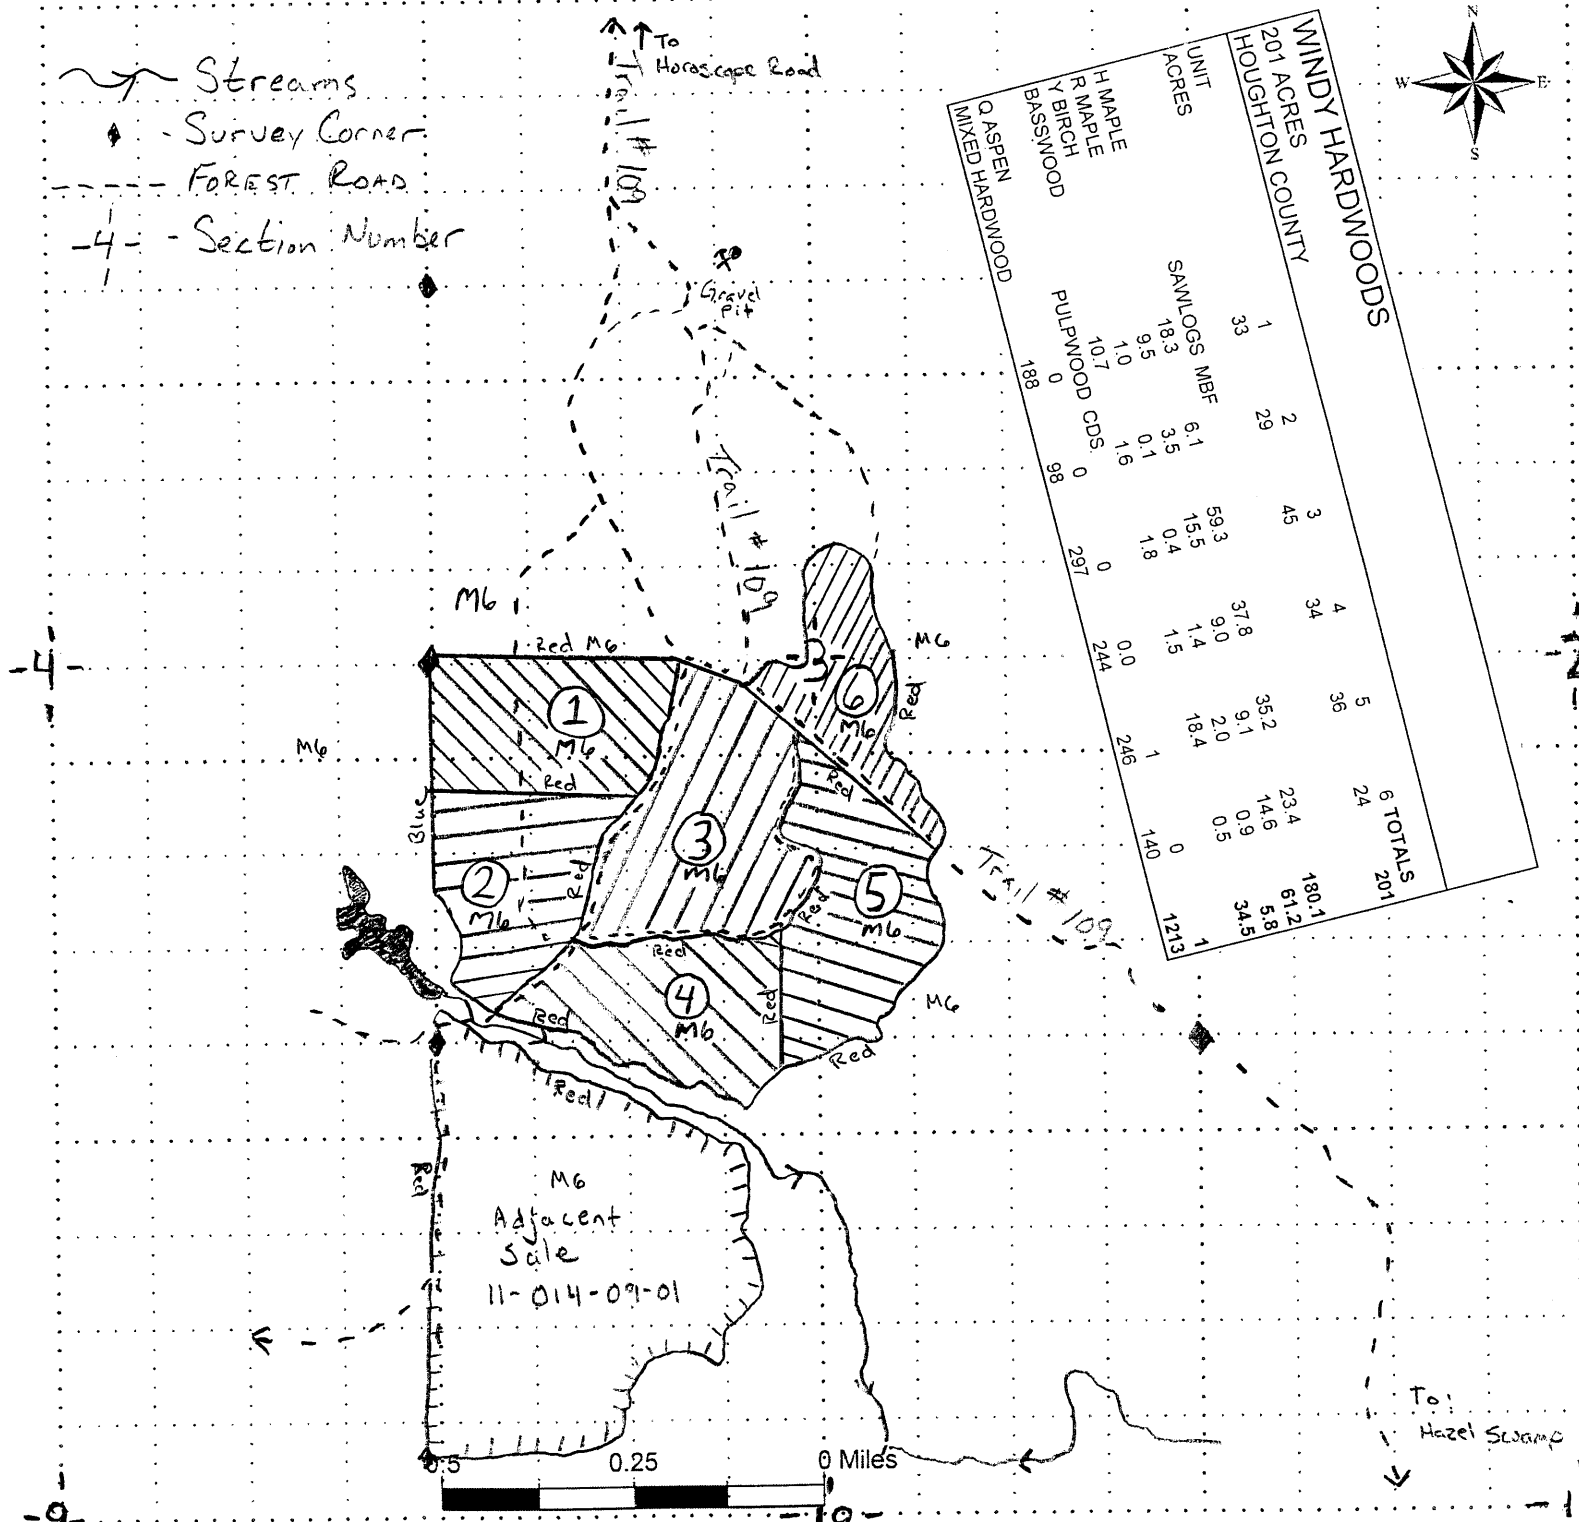 Streams
- Survey Corner
- FOREST ROAD
-4- - Section Number
To
Horoscope Road
Trail # 109
Gravel
Pit
Trail # 109
N
W E
S
WINDY HARDWOODS
201 ACRES
HOUGHTON COUNTY
UNIT 1 2 3 4 5 6 TOTALS
ACRES 33 29 45 34 36 24 201
SAWLOGS MBF
H MAPLE 18.3 6.1 59.3 37.8 35.2 23.4 180.1
R MAPLE 9.5 3.5 15.5 9.0 9.1 14.6 61.2
Y BIRCH 1.0 0.1 0.4 1.4 2.0 0.9 5.8
BASSWOOD 10.7 1.6 1.8 1.5 18.4 0.5 34.5
PULPWOOD CDS.
Q ASPEN 0 0 0 0.0 1 0 1
MIXED HARDWOOD 188 98 297 244 246 140 1213
M6
Red M6
-4-
-3-
M6
1
M6
6
M6
Red
M6
Red
Red
Blue
3
M6
2
M6
Red
5
M6
Red
Trail # 109
Red
4
M6
Red
Red
M6
Red
Red
Red
M6
Adjacent
Sale
11-014-09-01
To:
Hazel Swamp
0.5 0.25 0 Miles
-9- -10- -1